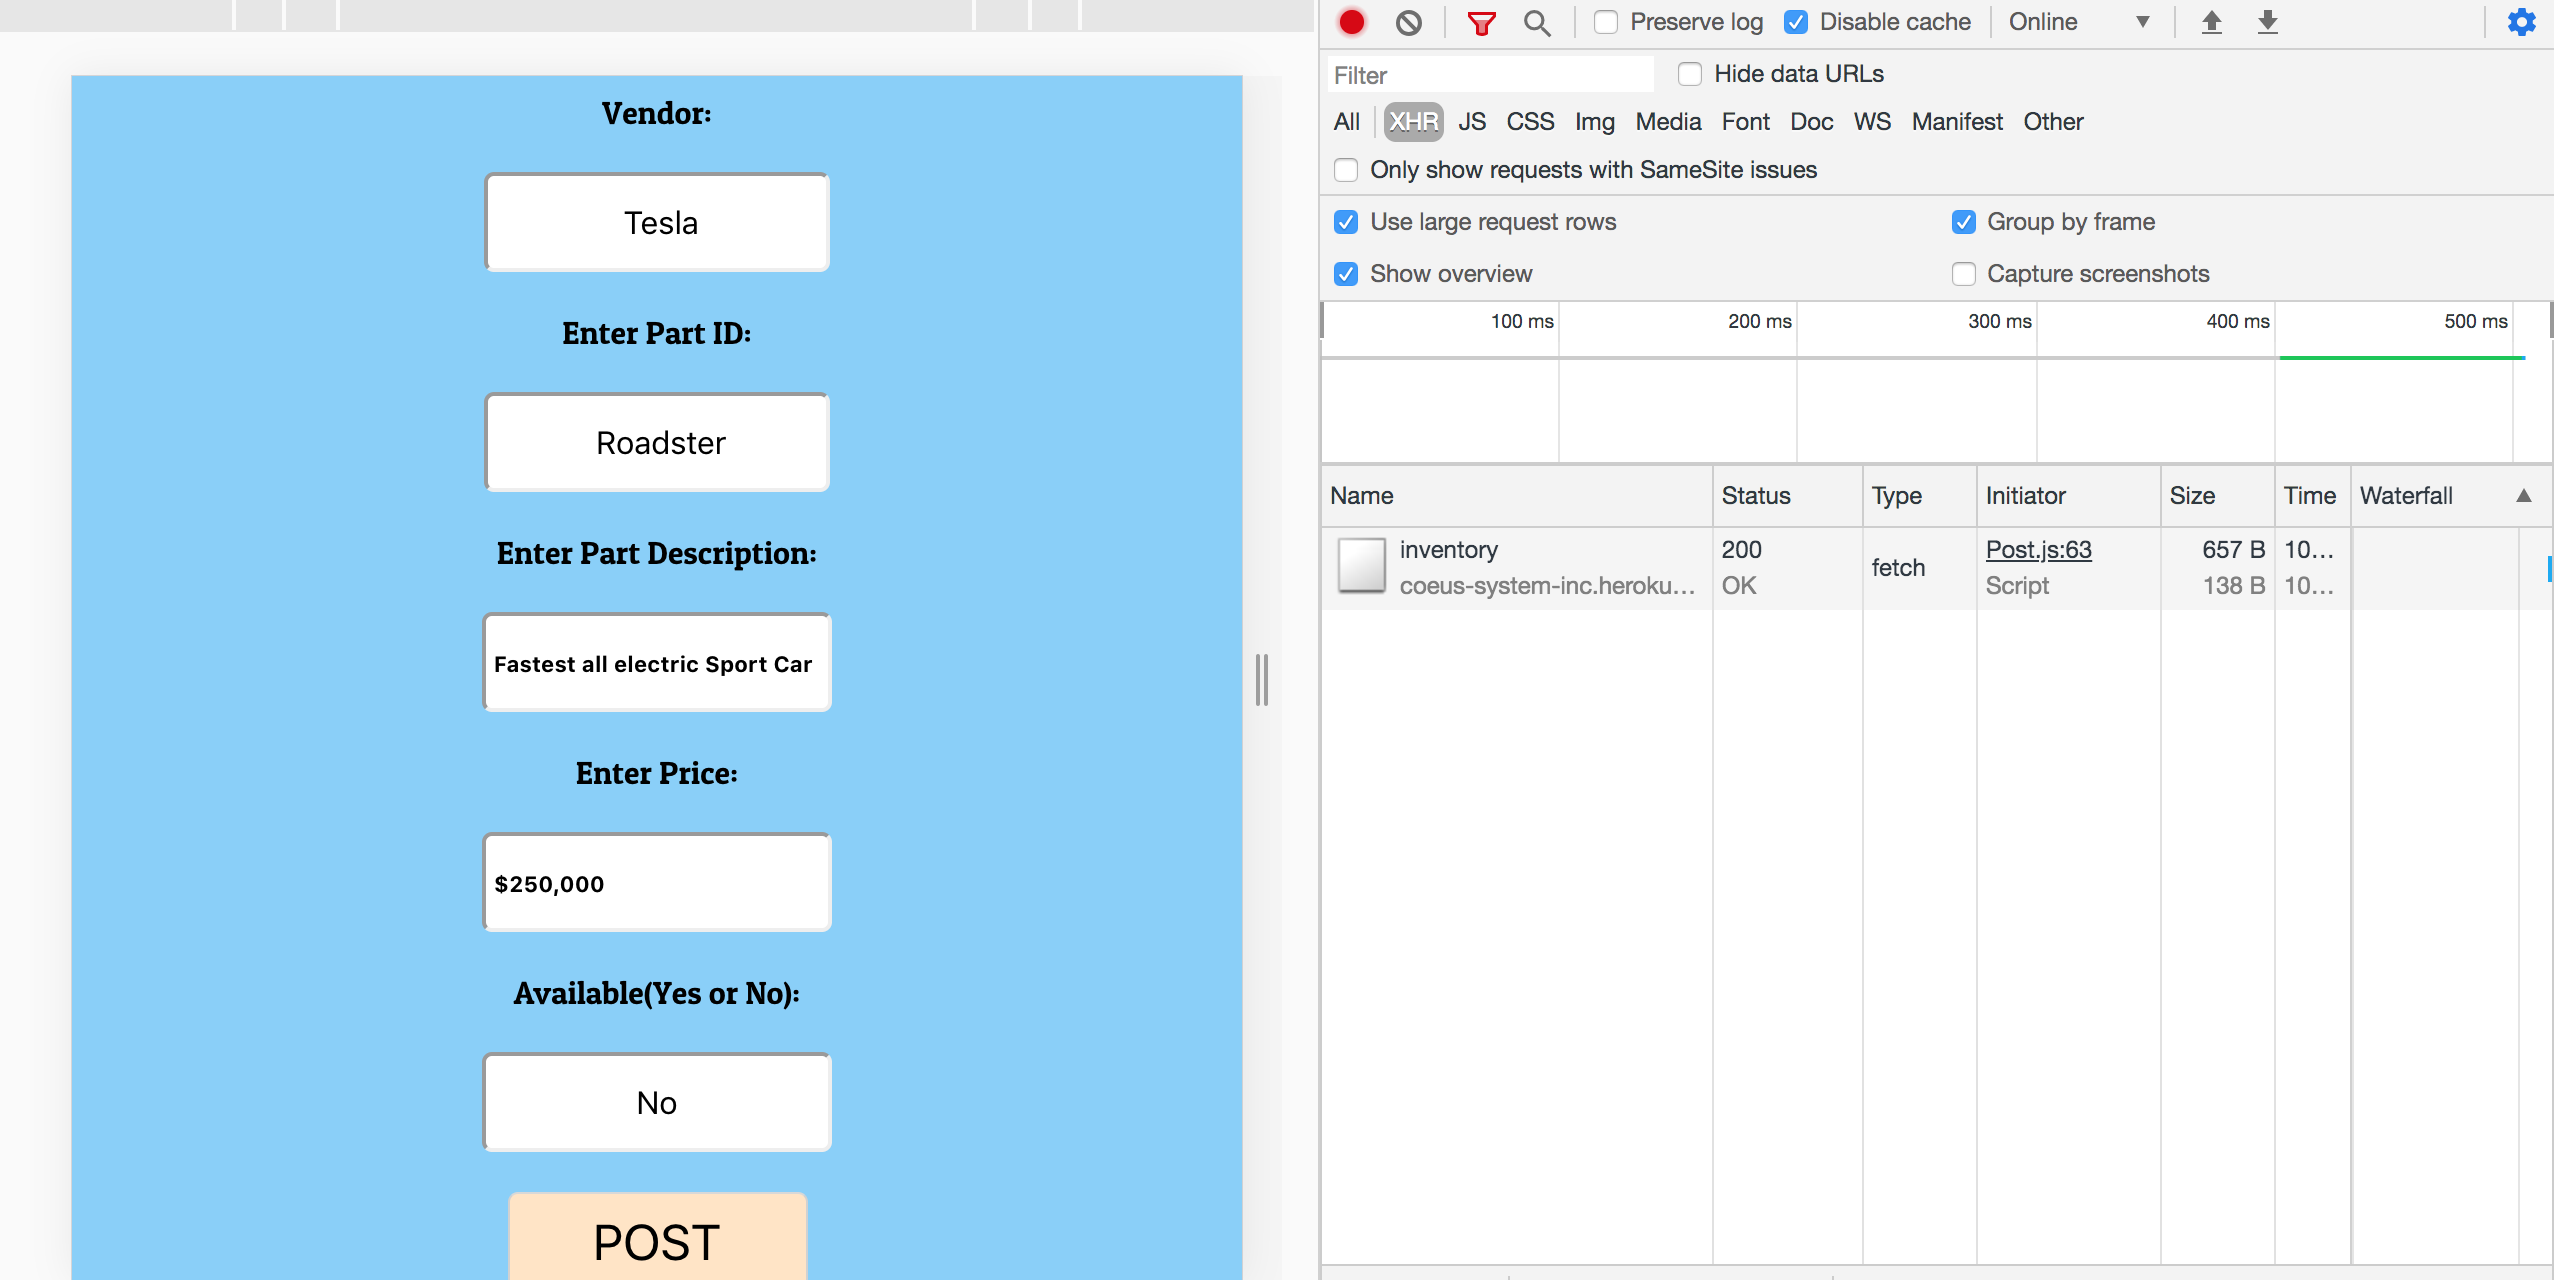 Vendor:
Tesla
Enter Part ID:
Roadster
Enter Part Description:
Fastest all electric Sport Car
Enter Price:
$250,000
Available(Yes or No):
No
POST
Preserve log
Disable cache
Online
Filter
Hide data URLs
All XHR JS CSS Img Media Font Doc WS Manifest Other
Only show requests with SameSite issues
Use large request rows
Group by frame
Show overview
Capture screenshots
100 ms 200 ms 300 ms 400 ms 500 ms
Name Status Type Initiator Size Time Waterfall
inventory 200 fetch Post.js:63 657 B 10...
coeus-system-inc.heroku... OK Script 138 B 10...